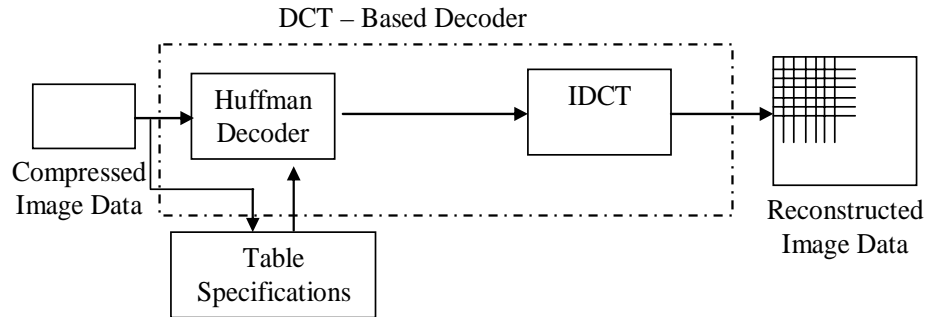 DCT – Based Decoder
Huffman
Decoder
IDCT
Compressed
Image Data
Reconstructed
Image Data
Table
Specifications